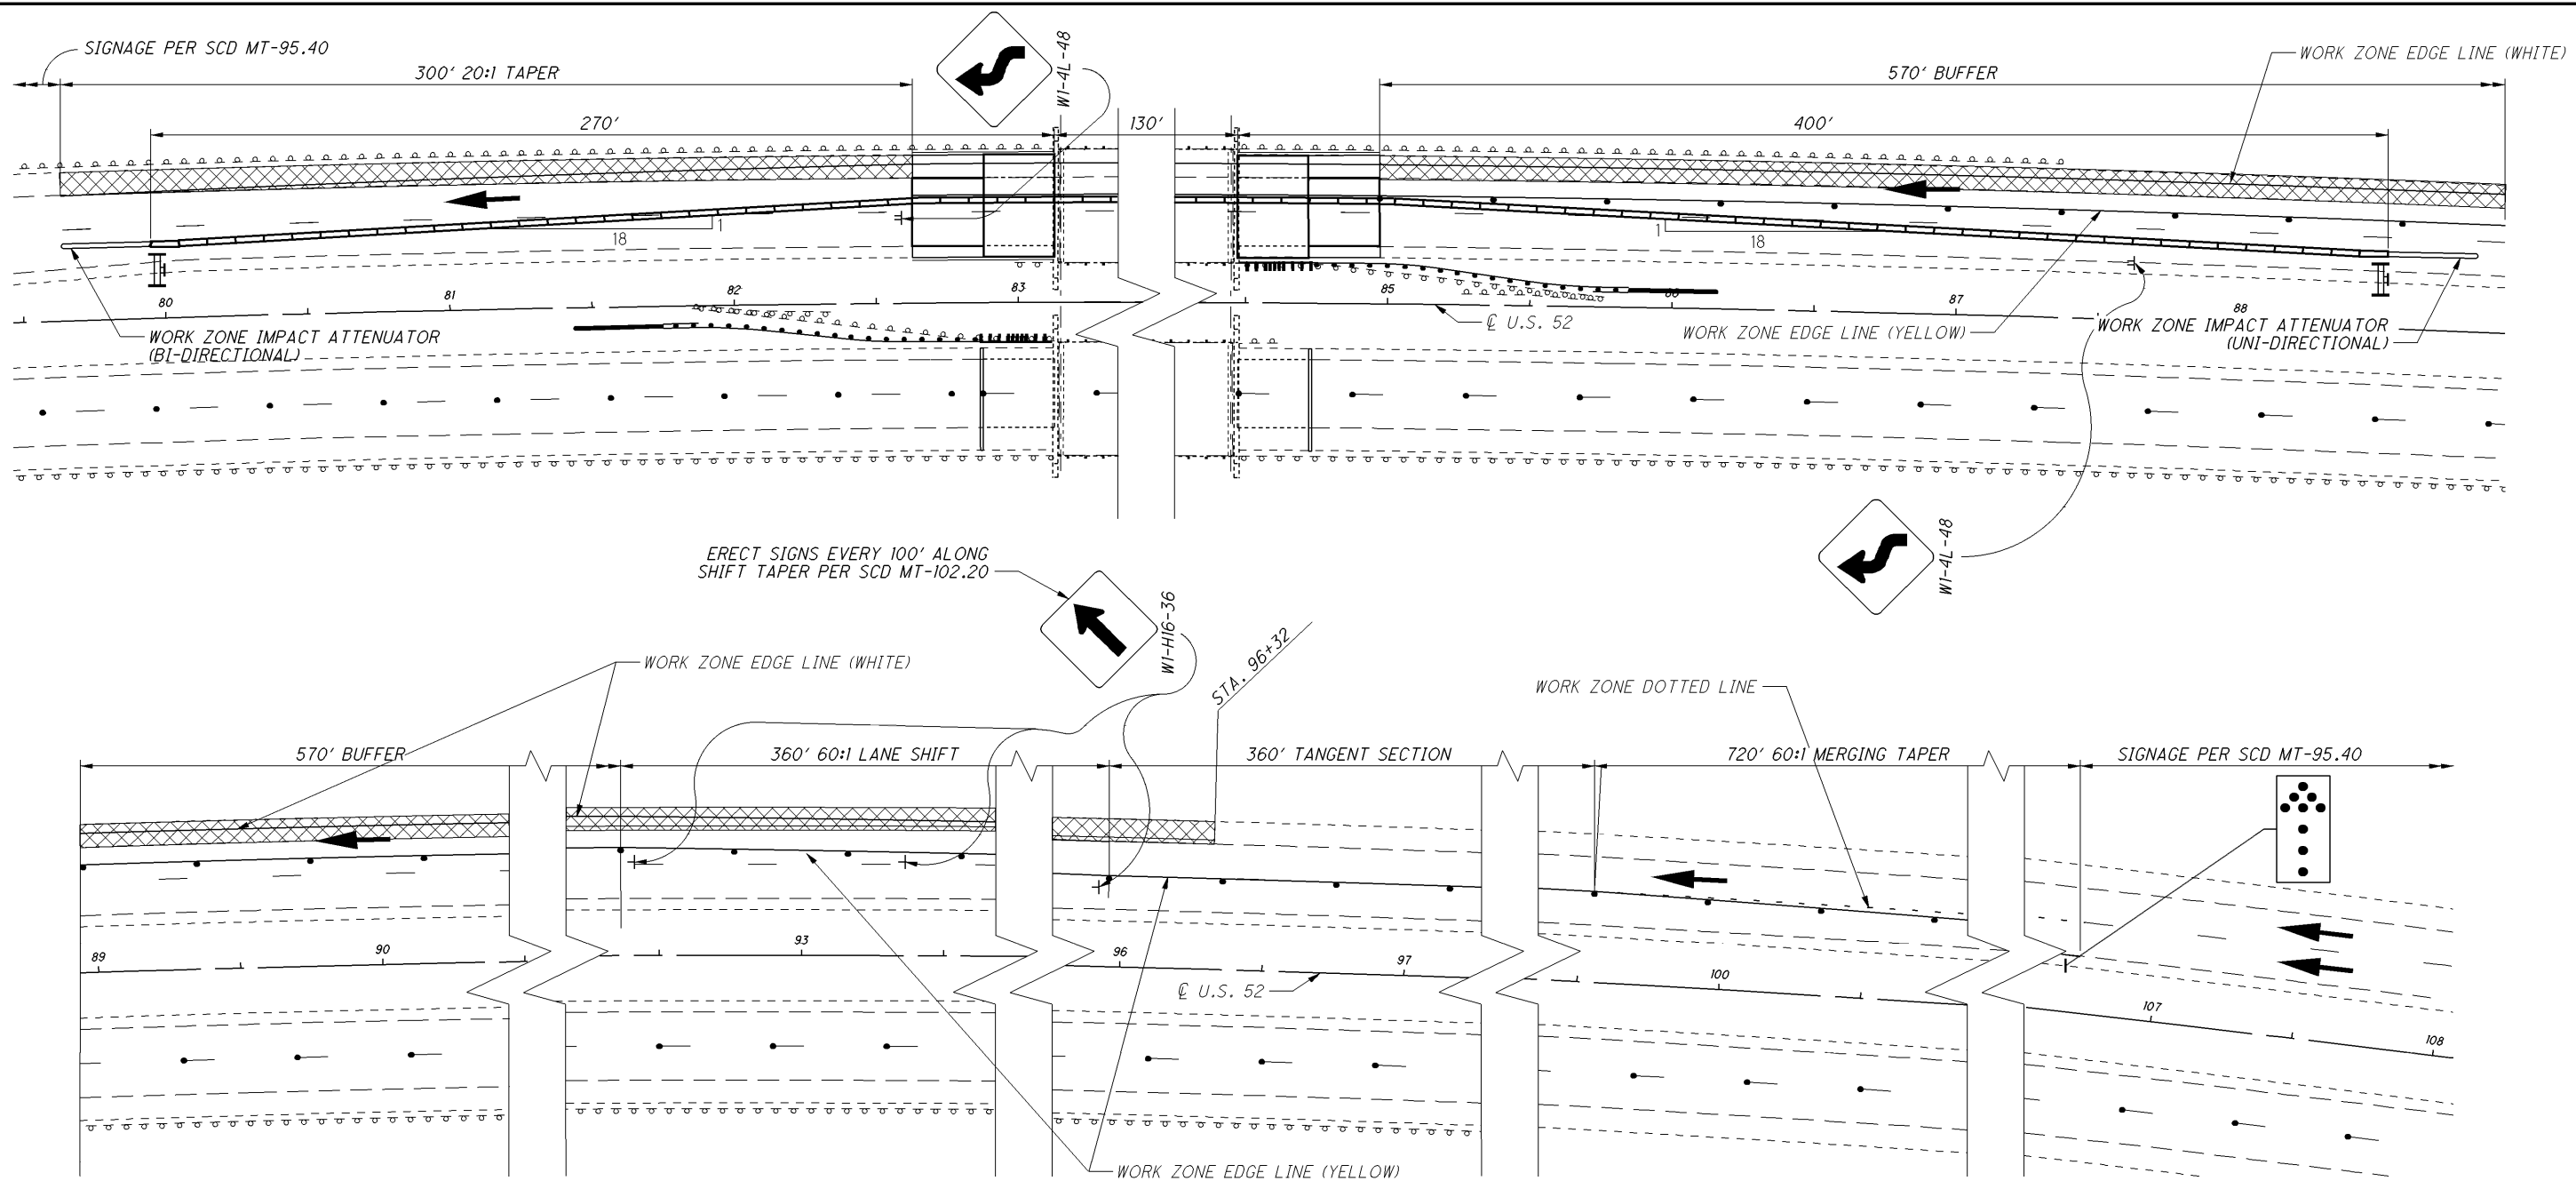 SIGNAGE PER SCD MT-95.40
300' 20:1 TAPER
W1-4L-48
570' BUFFER
WORK ZONE EDGE LINE (WHITE)
270'
130'
400'
1
18
1
18
80
81
82
83
85
86
87
88
WORK ZONE IMPACT ATTENUATOR
(BI-DIRECTIONAL)
℄ U.S. 52
WORK ZONE EDGE LINE (YELLOW)
WORK ZONE IMPACT ATTENUATOR
(UNI-DIRECTIONAL)
W1-4L-48
ERECT SIGNS EVERY 100' ALONG
SHIFT TAPER PER SCD MT-102.20
W1-H16-36
WORK ZONE EDGE LINE (WHITE)
STA. 96+32
WORK ZONE DOTTED LINE
570' BUFFER
360' 60:1 LANE SHIFT
360' TANGENT SECTION
720' 60:1 MERGING TAPER
SIGNAGE PER SCD MT-95.40
89
90
93
96
97
100
107
108
℄ U.S. 52
WORK ZONE EDGE LINE (YELLOW)